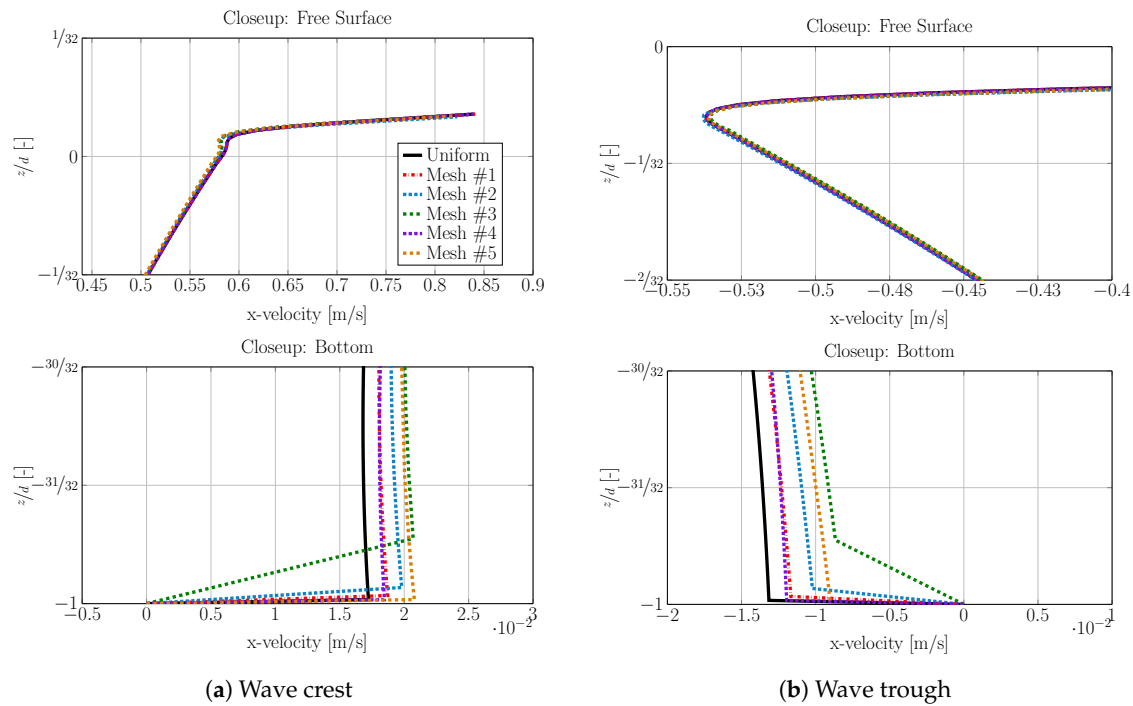 Closeup: Free Surface
1/32
0
−1/32
z/d [-]
0.45 0.5 0.55 0.6 0.65 0.7 0.75 0.8 0.85 0.9
x-velocity [m/s]
Uniform
Mesh #1
Mesh #2
Mesh #3
Mesh #4
Mesh #5
Closeup: Free Surface
0
−1/32
−2/32
z/d [-]
−0.55 −0.53 −0.5 −0.48 −0.45 −0.43 −0.4
x-velocity [m/s]
Closeup: Bottom
−30/32
−31/32
−1
z/d [-]
−0.5 0 0.5 1 1.5 2 2.5 3
·10−2
x-velocity [m/s]
Closeup: Bottom
−30/32
−31/32
−1
z/d [-]
−2 −1.5 −1 −0.5 0 0.5 1
·10−2
x-velocity [m/s]
(a) Wave crest
(b) Wave trough